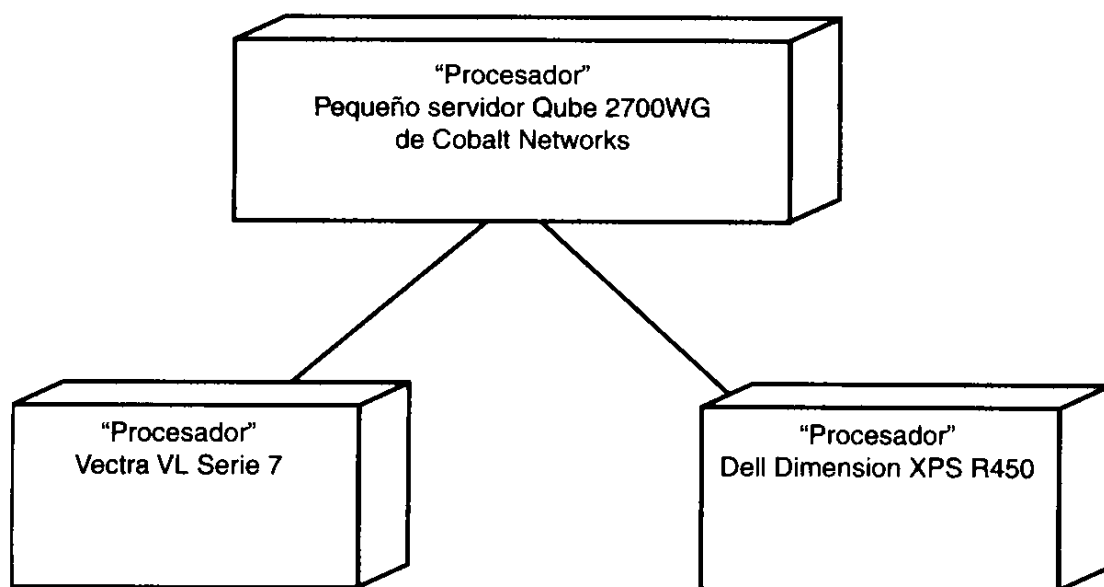 “Procesador”
Pequeño servidor Qube 2700WG
de Cobalt Networks
“Procesador”
Vectra VL Serie 7
“Procesador”
Dell Dimension XPS R450